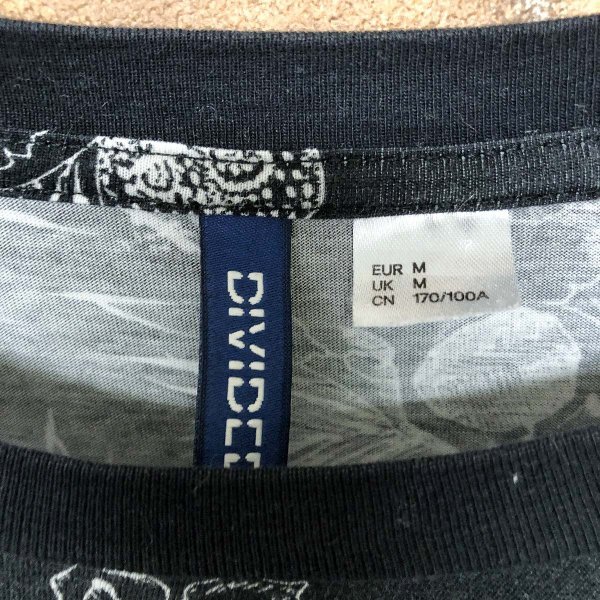 DIVIDED
EUR M
UK M
CN 170/100A